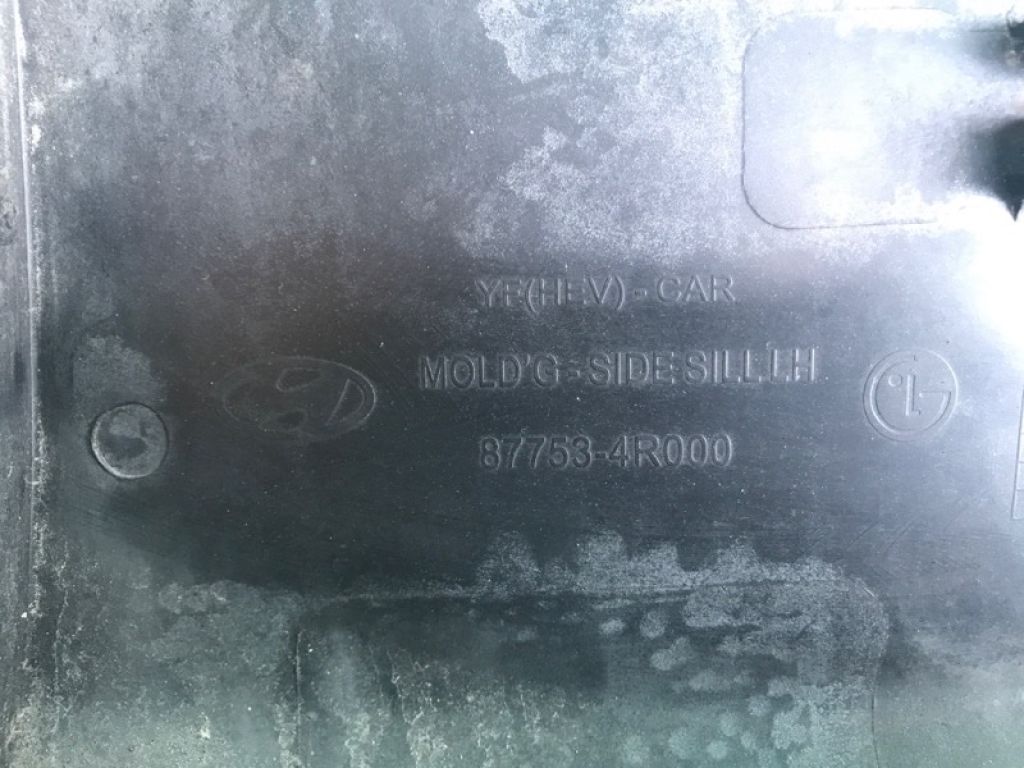 YF(HEV)-CAR
MOLD'G-SIDE SILL LH
87753-4R000